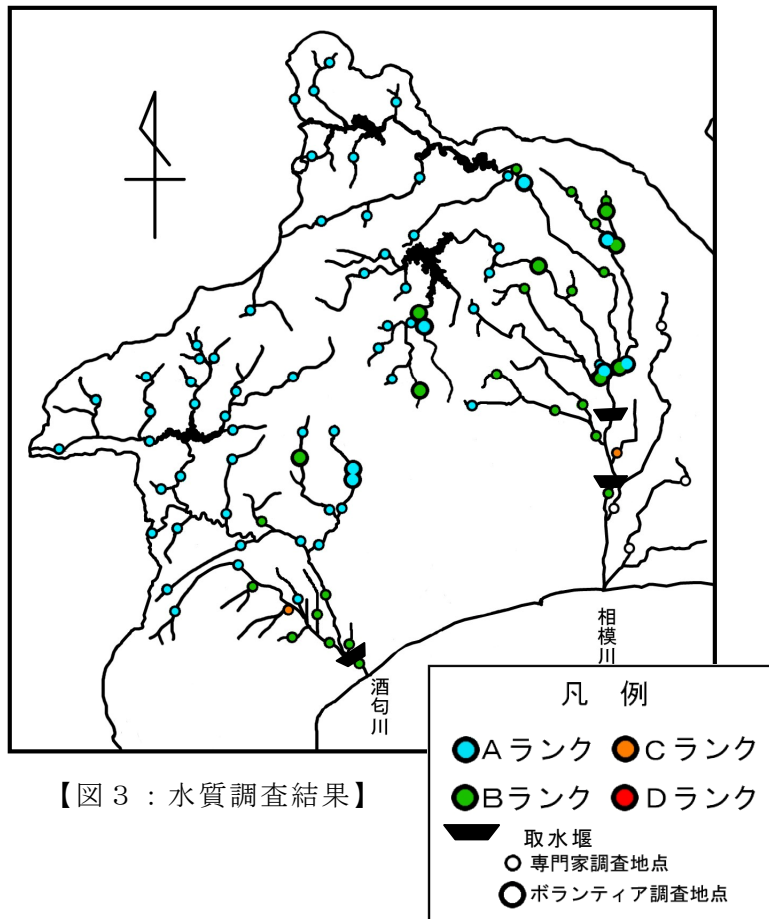 相模川
酒匂川
凡 例
Aランク Cランク
Bランク Dランク
取水堰
専門家調査地点
ボランティア調査地点
【図3：水質調査結果】